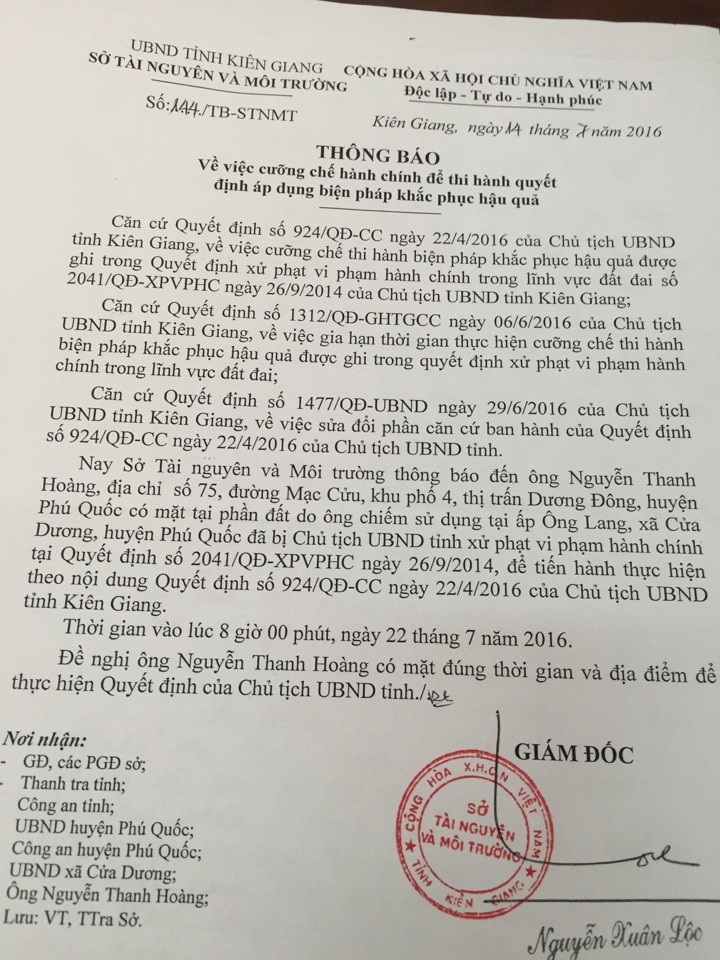 UBND TỈNH KIÊN GIANG
SỞ TÀI NGUYÊN VÀ MÔI TRƯỜNG
CỘNG HÒA XÃ HỘI CHỦ NGHĨA VIỆT NAM
Độc lập - Tự do - Hạnh phúc
Số:144./TB-STNMT
Kiên Giang, ngày 14 tháng 7 năm 2016
THÔNG BÁO
Về việc cưỡng chế hành chính để thi hành quyết
định áp dụng biện pháp khắc phục hậu quả
Căn cứ Quyết định số 924/QĐ-CC ngày 22/4/2016 của Chủ tịch UBND
tỉnh Kiên Giang, về việc cưỡng chế thi hành biện pháp khắc phục hậu quả được
ghi trong Quyết định xử phạt vi phạm hành chính trong lĩnh vực đất đai số
2041/QĐ-XPVPHC ngày 26/9/2014 của Chủ tịch UBND tỉnh Kiên Giang;
Căn cứ Quyết định số 1312/QĐ-GHTGCC ngày 06/6/2016 của Chủ tịch
UBND tỉnh Kiên Giang, về việc gia hạn thời gian thực hiện cưỡng chế thi hành
biện pháp khắc phục hậu quả được ghi trong quyết định xử phạt vi phạm hành
chính trong lĩnh vực đất đai;
Căn cứ Quyết định số 1477/QĐ-UBND ngày 29/6/2016 của Chủ tịch
UBND tỉnh Kiên Giang, về việc sửa đổi phần căn cứ ban hành của Quyết định
số 924/QĐ-CC ngày 22/4/2016 của Chủ tịch UBND tỉnh.
Nay Sở Tài nguyên và Môi trường thông báo đến ông Nguyễn Thanh
Hoàng, địa chỉ số 75, đường Mạc Cửu, khu phố 4, thị trấn Dương Đông, huyện
Phú Quốc có mặt tại phần đất do ông chiếm sử dụng tại ấp Ông Lang, xã Cửa
Dương, huyện Phú Quốc đã bị Chủ tịch UBND tỉnh xử phạt vi phạm hành chính
tại Quyết định số 2041/QĐ-XPVPHC ngày 26/9/2014, để tiến hành thực hiện
theo nội dung Quyết định số 924/QĐ-CC ngày 22/4/2016 của Chủ tịch UBND
tỉnh Kiên Giang.
Thời gian vào lúc 8 giờ 00 phút, ngày 22 tháng 7 năm 2016.
Đề nghị ông Nguyễn Thanh Hoàng có mặt đúng thời gian và địa điểm để
thực hiện Quyết định của Chủ tịch UBND tỉnh./
Nơi nhận:
- GĐ, các PGĐ sở;
- Thanh tra tỉnh;
Công an tỉnh;
UBND huyện Phú Quốc;
Công an huyện Phú Quốc;
UBND xã Cửa Dương;
Ông Nguyễn Thanh Hoàng;
Lưu: VT, TTra Sở.
GIÁM ĐỐC
CỘNG HÒA X.H.C.N VIỆT NAM
SỞ
TÀI NGUYÊN
VÀ MÔI TRƯỜNG
TỈNH KIÊN GIANG
Nguyễn Xuân Lộc